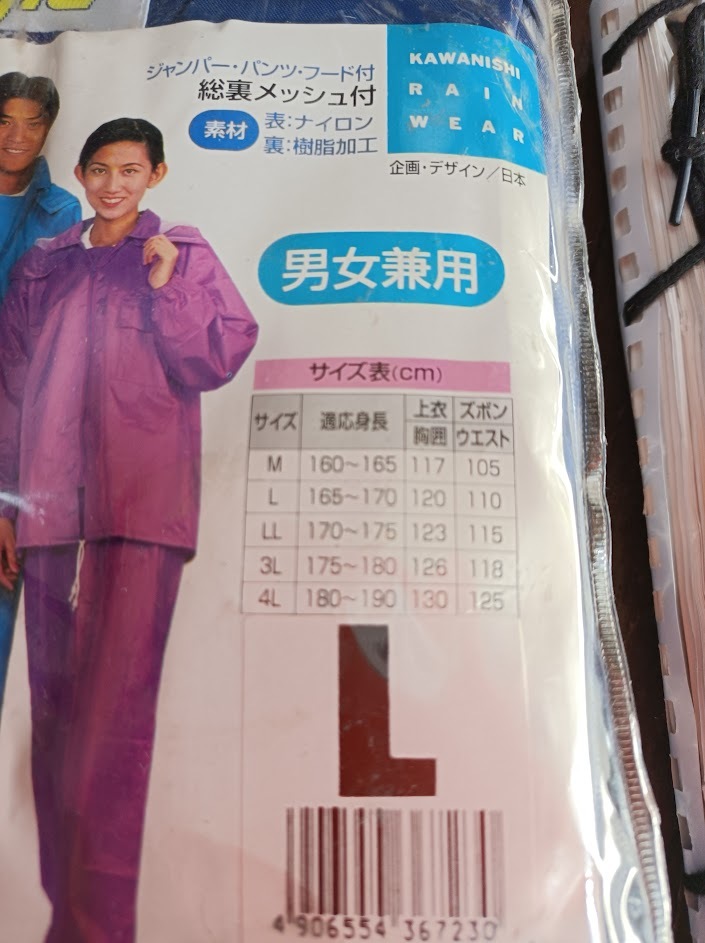 ジャンパー・パンツ・フード付
総裏メッシュ付
素材 表:ナイロン
裏:樹脂加工
KAWANISHI
RAIN
WEAR
企画・デザイン/日本
男女兼用
サイズ表(cm)
サイズ 適応身長 上衣胸囲 ズボンウエスト
M 160~165 117 105
L 165~170 120 110
LL 170~175 123 115
3L 175~180 126 118
4L 180~190 130 125
L
4 906554 367230